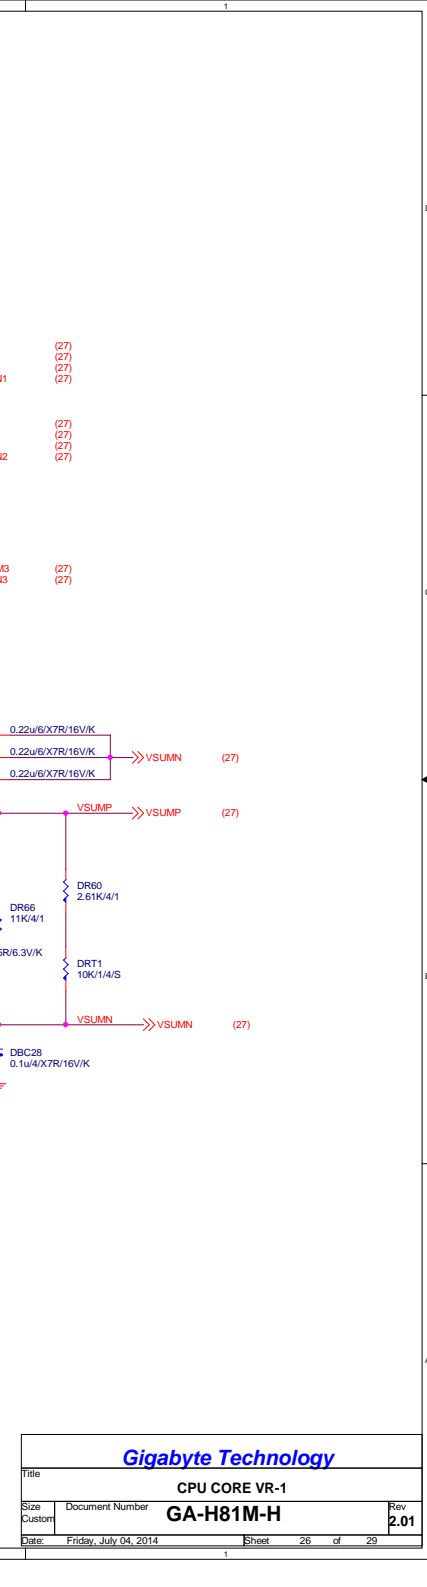 1
(27)
(27)
(27)
(27)
(27)
(27)
(27)
(27)
(27)
(27)
0.22u/6/X7R/16V/K
0.22u/6/X7R/16V/K
VSUMN (27)
0.22u/6/X7R/16V/K
VSUMP VSUMP (27)
DR60
2.61K/4/1
DR66
11K/4/1
R/6.3V/K
DRT1
10K/1/4/S
VSUMN VSUMN (27)
DBC28
0.1u/4/X7R/16V/K
Gigabyte Technology
Title
CPU CORE VR-1
Size Document Number Rev
Custom GA-H81M-H 2.01
Date: Friday, July 04, 2014 Sheet 26 of 29
1